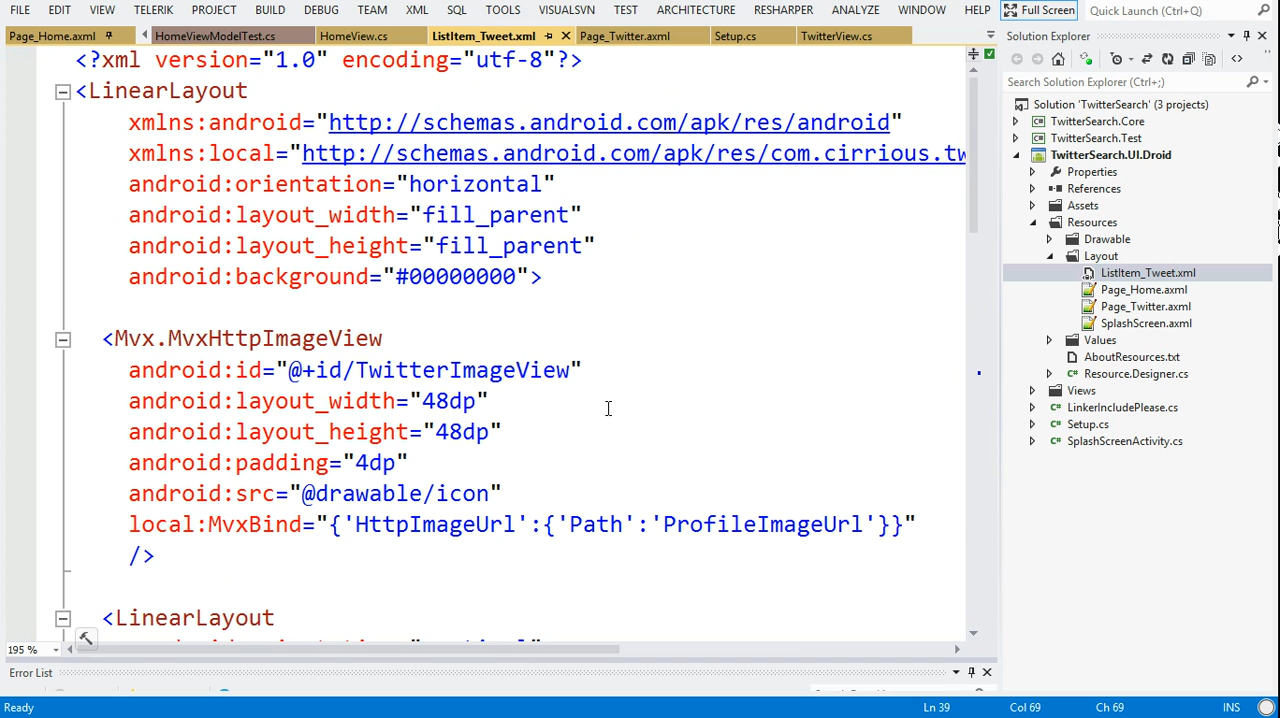 FILE EDIT VIEW TELERIK PROJECT BUILD DEBUG TEAM XML SQL TOOLS VISUALSVN TEST ARCHITECTURE RESHARPER ANALYZE WINDOW HELP Full Screen Quick Launch (Ctrl+Q)
Page_Home.axml HomeViewModelTest.cs HomeView.cs ListItem_Tweet.xml Page_Twitter.axml Setup.cs TwitterView.cs
<?xml version="1.0" encoding="utf-8"?>
<LinearLayout
xmlns:android="http://schemas.android.com/apk/res/android"
xmlns:local="http://schemas.android.com/apk/res/com.cirrious.tw
android:orientation="horizontal"
android:layout_width="fill_parent"
android:layout_height="fill_parent"
android:background="#00000000">
<Mvx.MvxHttpImageView
android:id="@+id/TwitterImageView"
android:layout_width="48dp"
android:layout_height="48dp"
android:padding="4dp"
android:src="@drawable/icon"
local:MvxBind="{'HttpImageUrl':{'Path':'ProfileImageUrl'}}"
/>
<LinearLayout
195 %
Error List
Solution Explorer
Search Solution Explorer (Ctrl+;)
Solution 'TwitterSearch' (3 projects)
TwitterSearch.Core
TwitterSearch.Test
TwitterSearch.UI.Droid
Properties
References
Assets
Resources
Drawable
Layout
ListItem_Tweet.xml
Page_Home.axml
Page_Twitter.axml
SplashScreen.axml
Values
AboutResources.txt
Resource.Designer.cs
Views
LinkerIncludePlease.cs
Setup.cs
SplashScreenActivity.cs
Ready Ln 39 Col 69 Ch 69 INS